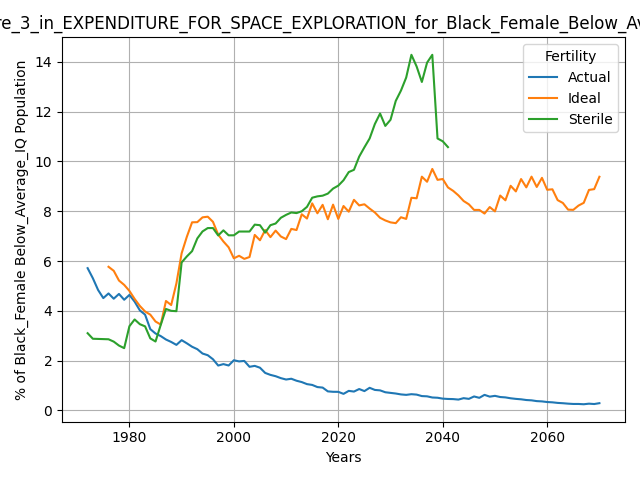 re_3_in_EXPENDITURE_FOR_SPACE_EXPLORATION_for_Black_Female_Below_Av
Fertility
Actual
Ideal
Sterile
% of Black_Female Below_Average_IQ Population
14
12
10
8
6
4
2
0
1980 2000 2020 2040 2060
Years